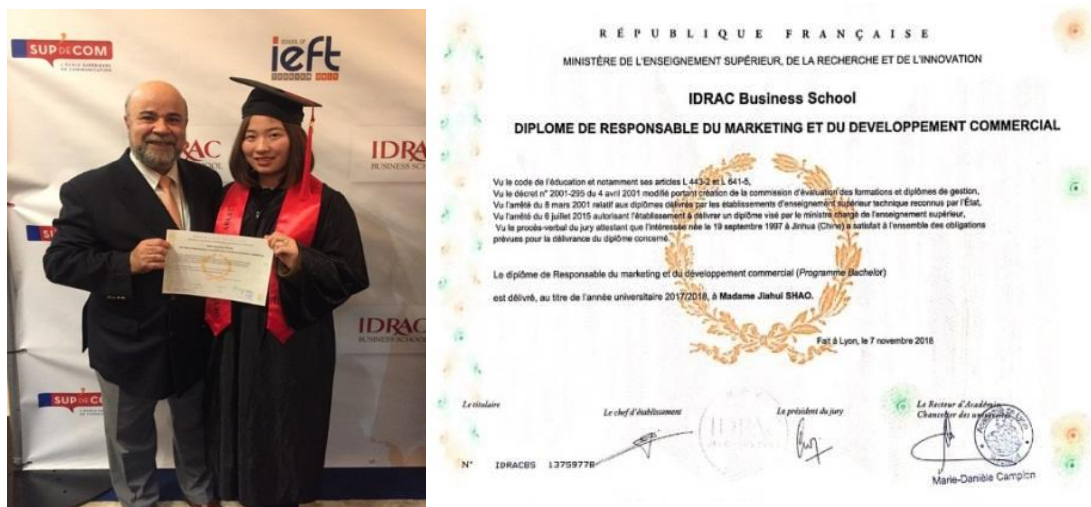 SUP DE COM
L'ÉCOLE SUPÉRIEURE
DE COMMUNICATION
SCHOOL OF
ieft
TOURISM ONLY
IDRAC
IDRA
BUSINESS SCH
IDRAC
BUSINESS SCHOOL
SUP DE C
RÉPUBLIQUE FRANÇAISE
MINISTÈRE DE L'ENSEIGNEMENT SUPÉRIEUR, DE LA RECHERCHE ET DE L'INNOVATION
IDRAC Business School
DIPLOME DE RESPONSABLE DU MARKETING ET DU DEVELOPPEMENT COMMERCIAL
Vu le code de l'éducation et notamment ses articles L 443-2 et L 641-5,
Vu le décret n° 2001-295 du 4 avril 2001 modifié portant création de la commission d'évaluation des formations et diplômes de gestion,
Vu l'arrêté du 8 mars 2001 relatif aux diplômes délivrés par les établissements d'enseignement supérieur technique reconnus par l'État,
Vu l'arrêté du 6 juillet 2015 autorisant l'établissement à délivrer un diplôme visé par le ministre chargé de l'enseignement supérieur,
Vu le procès-verbal du jury attestant que l'intéressée née le 19 septembre 1997 à Jinhua (Chine) a satisfait à l'ensemble des obligations
prévues pour la délivrance du diplôme concerné.
Le diplôme de Responsable du marketing et du développement commercial (Programme Bachelor)
est délivré, au titre de l'année universitaire 2017/2018, à Madame Jiahui SHAO.
Fait à Lyon, le 7 novembre 2018
Le titulaire
Le chef d'établissement
Le président du jury
Le Recteur d'Académie
Chancelier des universités
IDRAC
N° IDRACBS 13759778
Marie-Danièle Campion